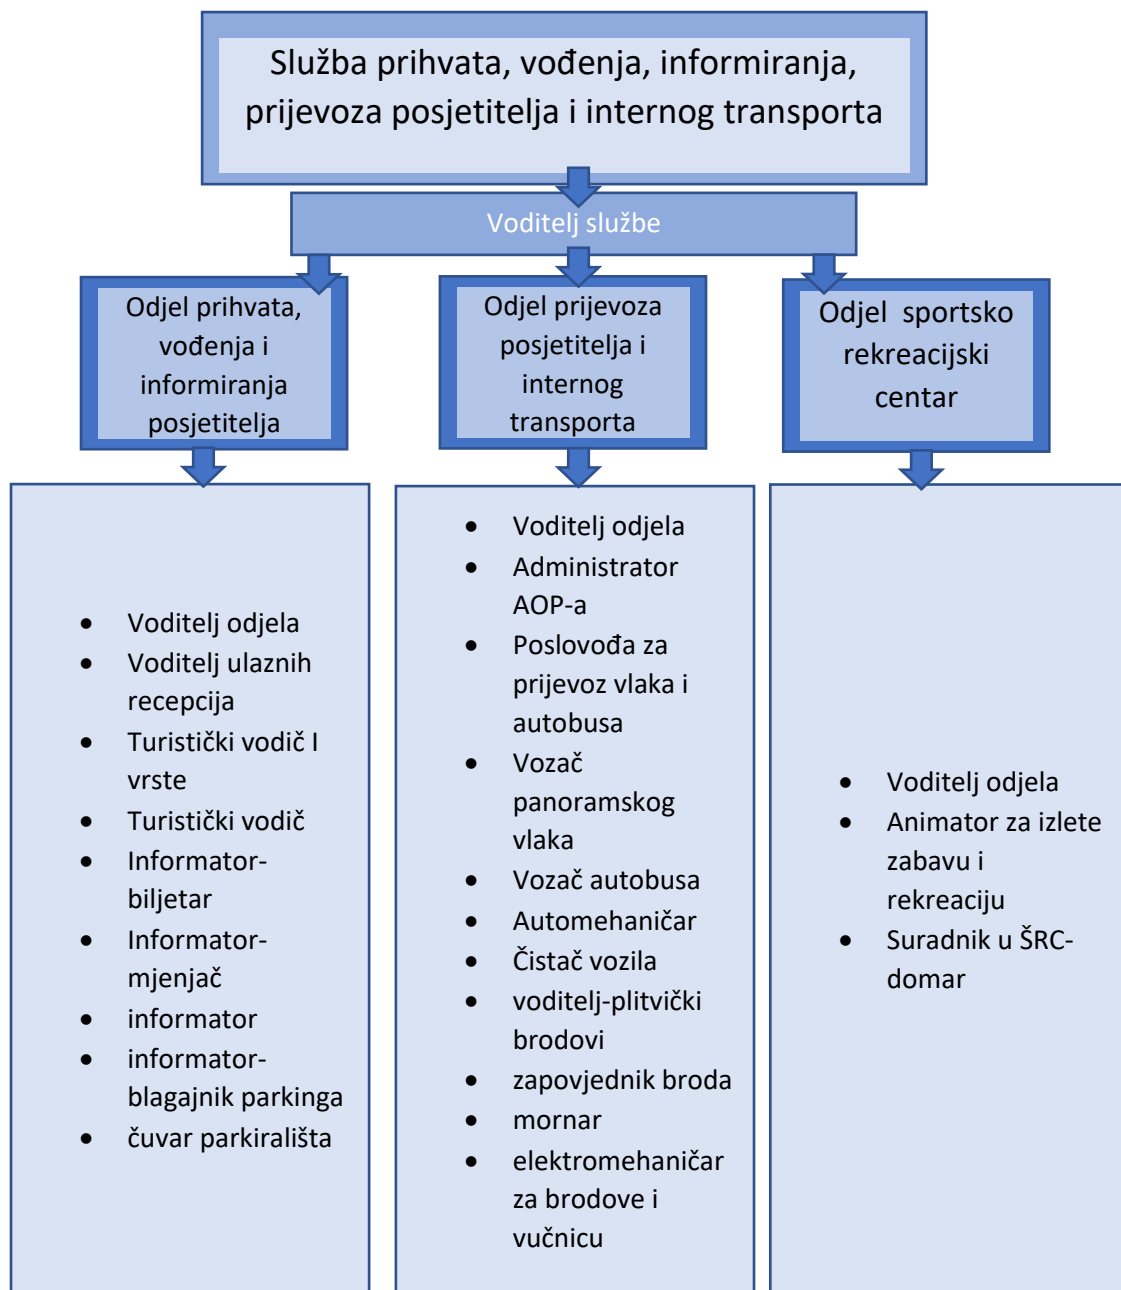 Služba prihvata, vođenja, informiranja,
prijevoza posjetitelja i internog transporta
Voditelj službe
Odjel prihvata,
vođenja i
informiranja
posjetitelja
Odjel prijevoza
posjetitelja i
internog
transporta
Odjel  sportsko
rekreacijski
centar
• Voditelj odjela
• Voditelj ulaznih
recepcija
• Turistički vodič I
vrste
• Turistički vodič
• Informator-
biljetar
• Informator-
mjenjač
• informator
• informator-
blagajnik parkinga
• čuvar parkirališta
• Voditelj odjela
• Administrator
AOP-a
• Poslovođa za
prijevoz vlaka i
autobusa
• Vozač
panoramskog
vlaka
• Vozač autobusa
• Automehaničar
• Čistač vozila
• voditelj-plitvički
brodovi
• zapovjednik broda
• mornar
• elektromehaničar
za brodove i
vučnicu
• Voditelj odjela
• Animator za izlete
zabavu i
rekreaciju
• Suradnik u ŠRC-
domar